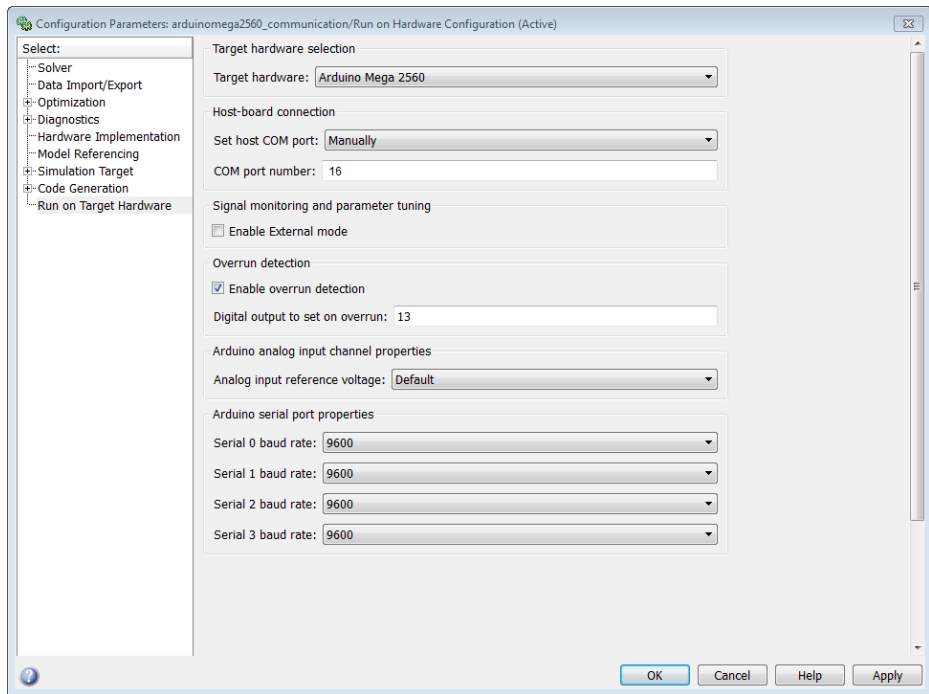 Configuration Parameters: arduinomega2560_communication/Run on Hardware Configuration (Active)
Select:
Solver
Data Import/Export
Optimization
Diagnostics
Hardware Implementation
Model Referencing
Simulation Target
Code Generation
Run on Target Hardware
Target hardware selection
Target hardware: Arduino Mega 2560
Host-board connection
Set host COM port: Manually
COM port number: 16
Signal monitoring and parameter tuning
Enable External mode
Overrun detection
Enable overrun detection
Digital output to set on overrun: 13
Arduino analog input channel properties
Analog input reference voltage: Default
Arduino serial port properties
Serial 0 baud rate: 9600
Serial 1 baud rate: 9600
Serial 2 baud rate: 9600
Serial 3 baud rate: 9600
OK Cancel Help Apply